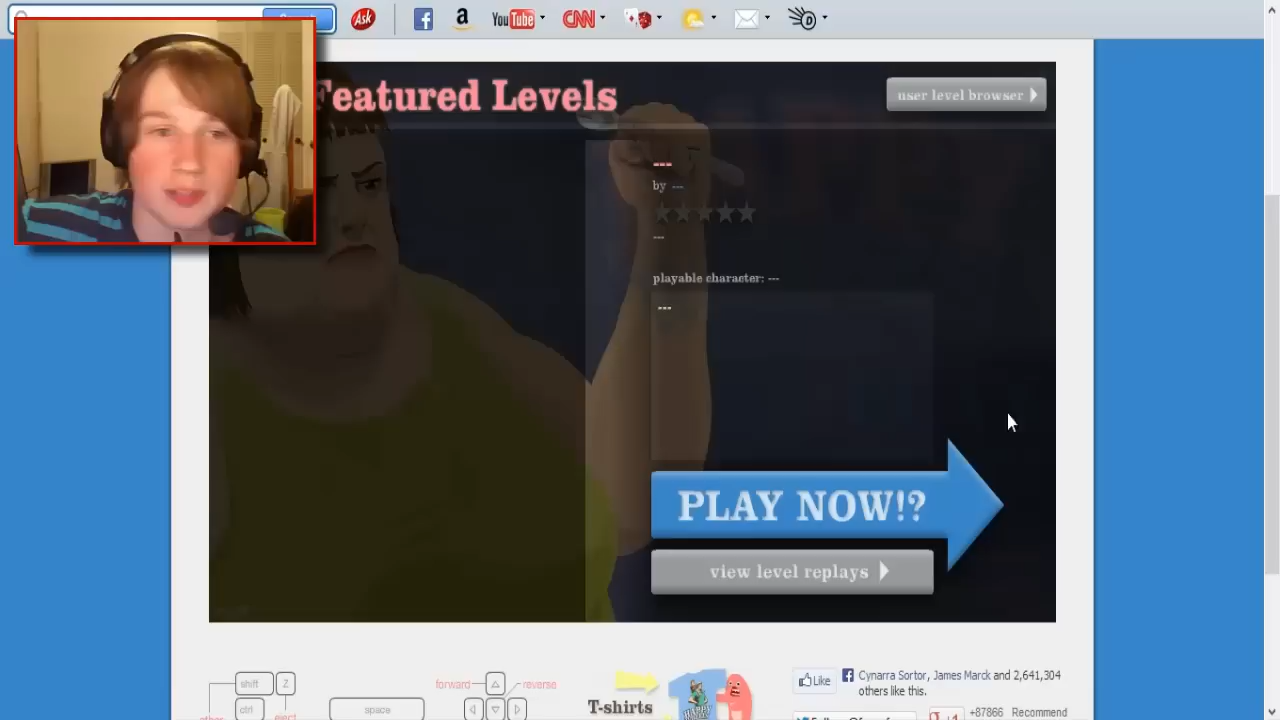 Ask
YouTube
CNN
Featured Levels
user level browser
---
by ---
---
playable character: ---
---
PLAY NOW!?
view level replays
shift
Z
forward
reverse
Like
Cynarra Sortor, James Marck and 2,641,304
others like this.
ctrl
space
T-shirts
+87866 Recommend